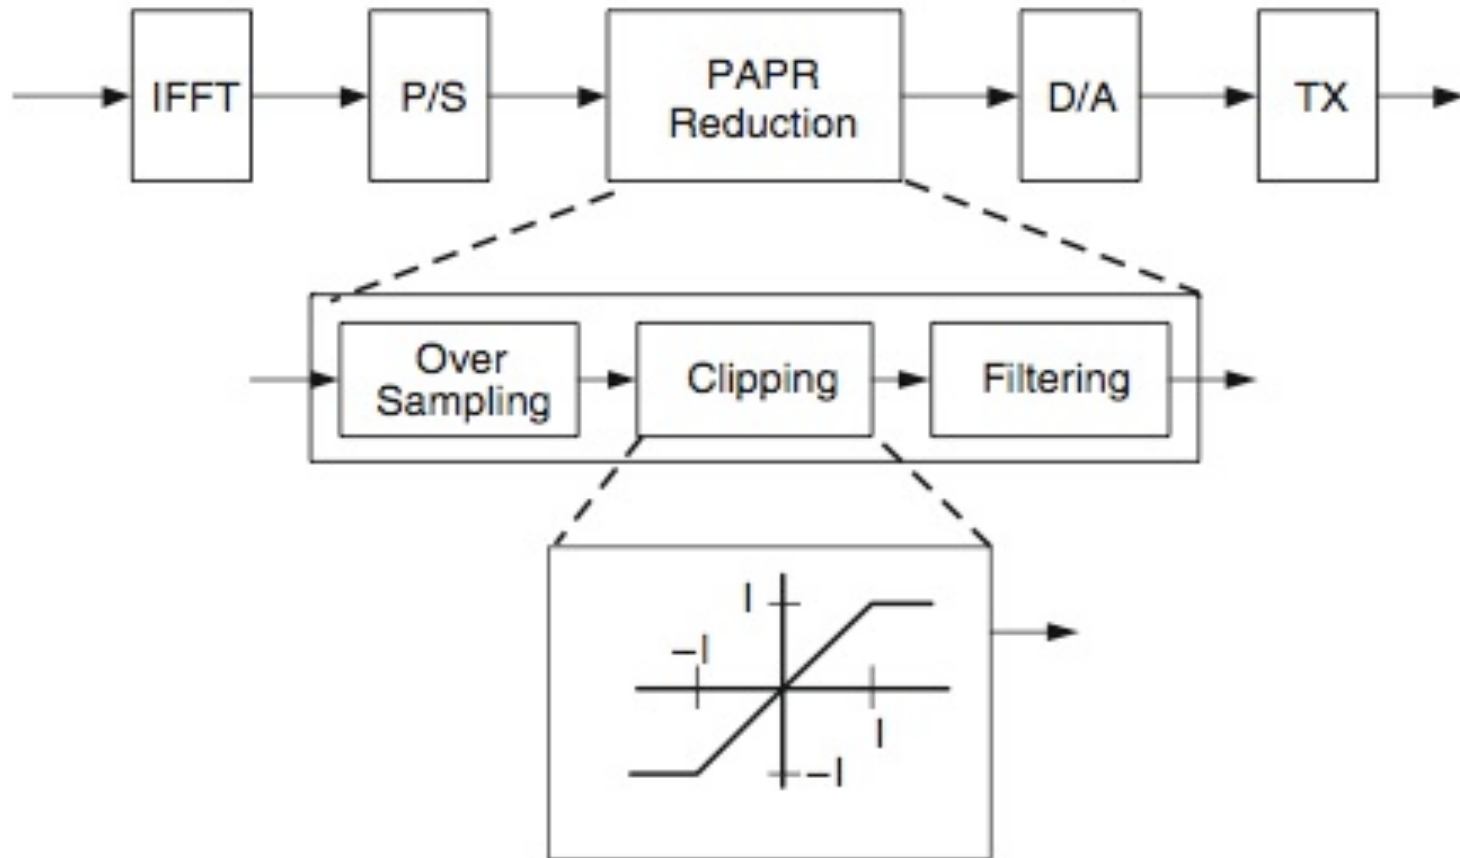 IFFT
P/S
PAPR
Reduction
D/A
TX
Over
Sampling
Clipping
Filtering
l
–l
l
–l